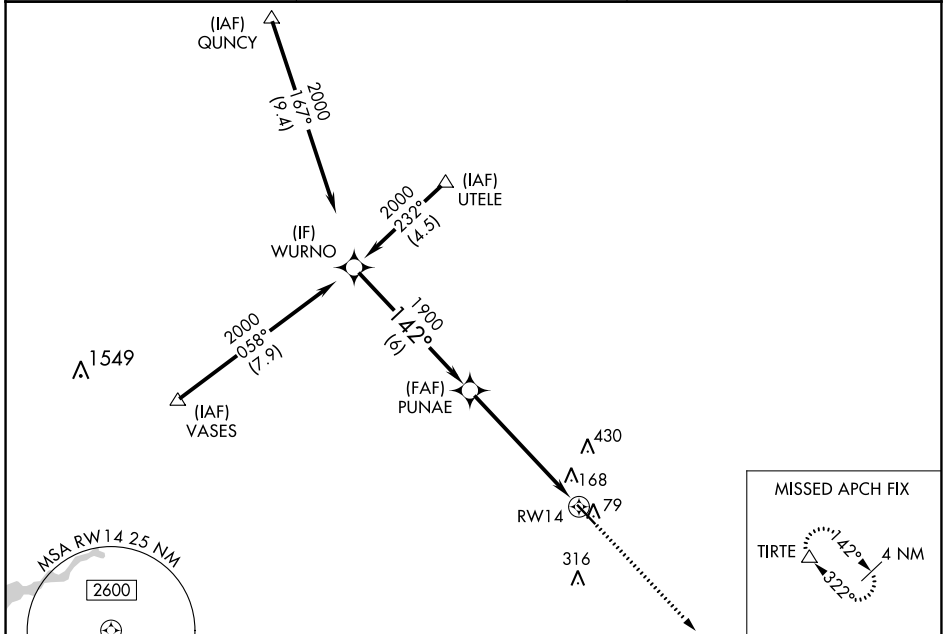 (IAF)
QUNCY
2000
167°
(9.4)
(IAF)
UTELE
2000
232°
(4.5)
(IF)
WURNO
2000
058°
(7.9)
1900
142°
(6)
1549
(IAF)
VASES
(FAF)
PUNAE
430
168
79
RW14
316
MSA RW14 25 NM
2600
MISSED APCH FIX
TIRTE
142°
4 NM
322°